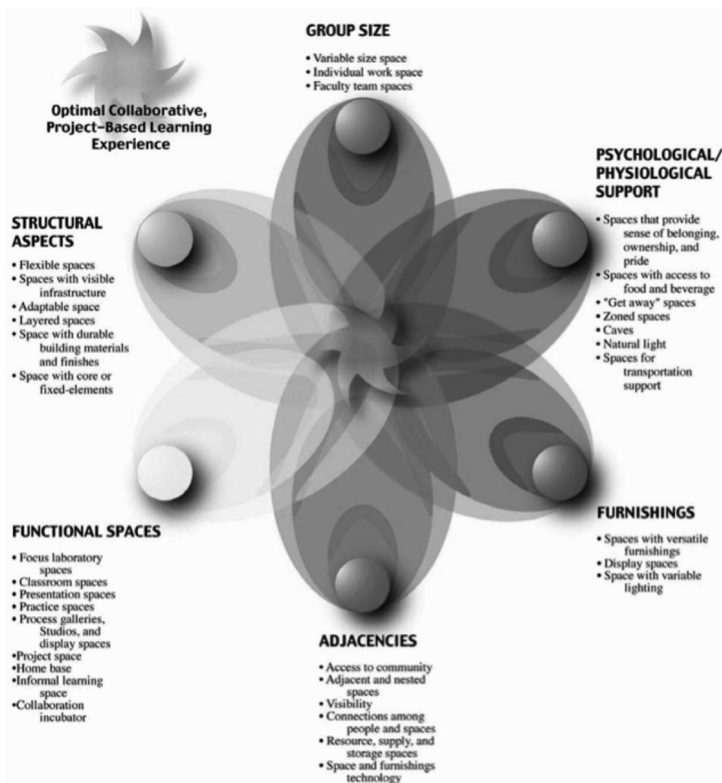 GROUP SIZE
• Variable size space
• Individual work space
• Faculty team spaces
Optimal Collaborative,
Project-Based Learning
Experience
PSYCHOLOGICAL/
PHYSIOLOGICAL
SUPPORT
• Spaces that provide
sense of belonging,
ownership, and
pride
• Spaces with access to
food and beverage
• "Get away" spaces
• Zoned spaces
• Caves
• Natural light
• Spaces for
transportation
support
STRUCTURAL
ASPECTS
• Flexible spaces
• Spaces with visible
infrastructure
• Adaptable space
• Layered spaces
• Space with durable
building materials
and finishes
• Space with core or
fixed-elements
FURNISHINGS
• Spaces with versatile
furnishings
• Display spaces
• Space with variable
lighting
FUNCTIONAL SPACES
• Focus laboratory
spaces
• Classroom spaces
• Presentation spaces
• Practice spaces
• Process galleries,
Studios, and
display spaces
•Project space
•Home base
•Informal learning
space
•Collaboration
incubator
ADJACENCIES
• Access to community
• Adjacent and nested
spaces
• Visibility
• Connections among
people and spaces
• Resource, supply, and
storage spaces
• Space and furnishings
technology